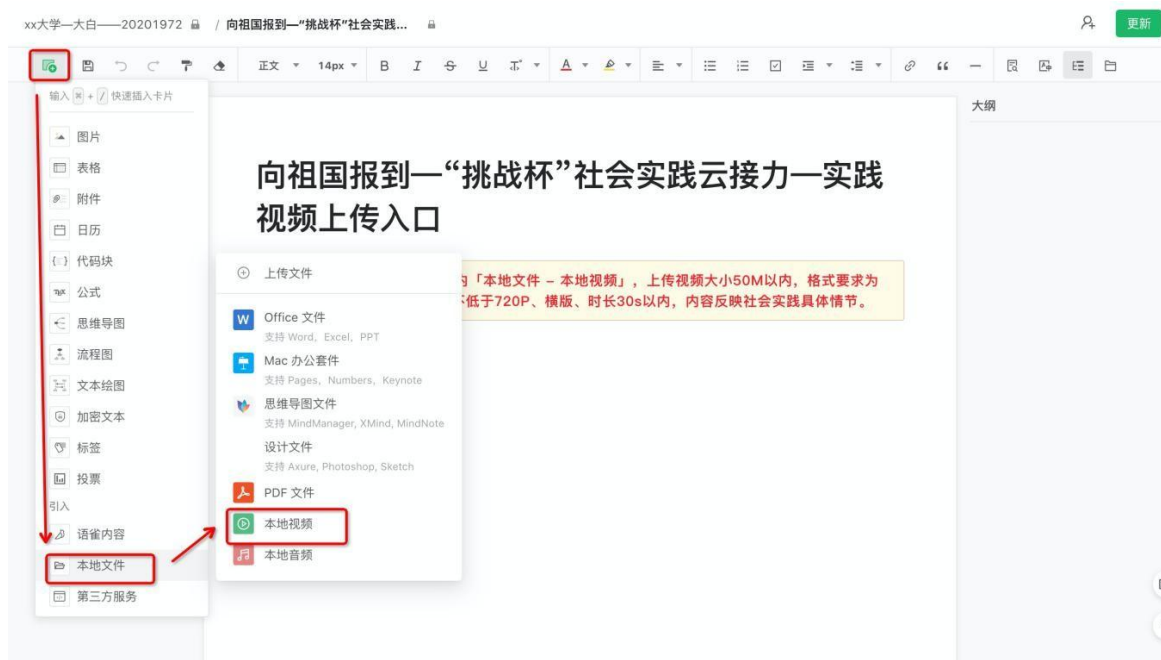 xx大学—大白——20201972 / 向祖国报到—“挑战杯”社会实践...
更新
正文 14px B I S U T A
输入 ⌘ + / 快速插入卡片
图片
表格
附件
日历
代码块
公式
思维导图
流程图
文本绘图
加密文本
标签
投票
引入
语雀内容
本地文件
第三方服务
大纲
向祖国报到—“挑战杯”社会实践云接力—实践
视频上传入口
「本地文件 – 本地视频」，上传视频大小50M以内，格式要求为
低于720P、横版、时长30s以内，内容反映社会实践具体情节。
上传文件
Office 文件
支持 Word, Excel, PPT
Mac 办公套件
支持 Pages, Numbers, Keynote
思维导图文件
支持 MindManager, XMind, MindNote
设计文件
支持 Axure, Photoshop, Sketch
PDF 文件
本地视频
本地音频